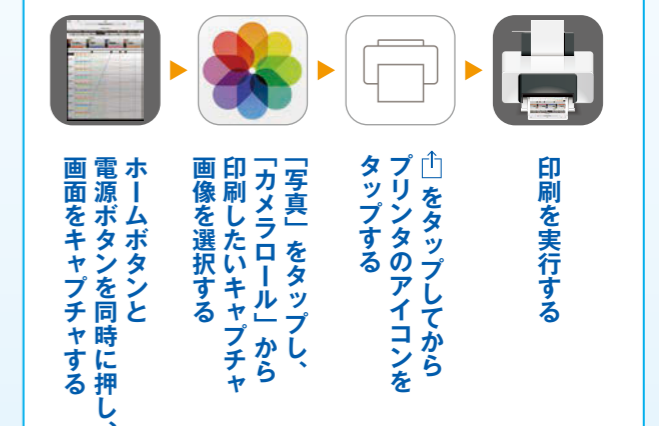 ホームボタンと
電源ボタンを同時に押し、
画面をキャプチャする
「写真」をタップし、
「カメラロール」から
印刷したいキャプチャ
画像を選択する
をタップしてから
プリンタのアイコンを
タップする
印刷を実行する